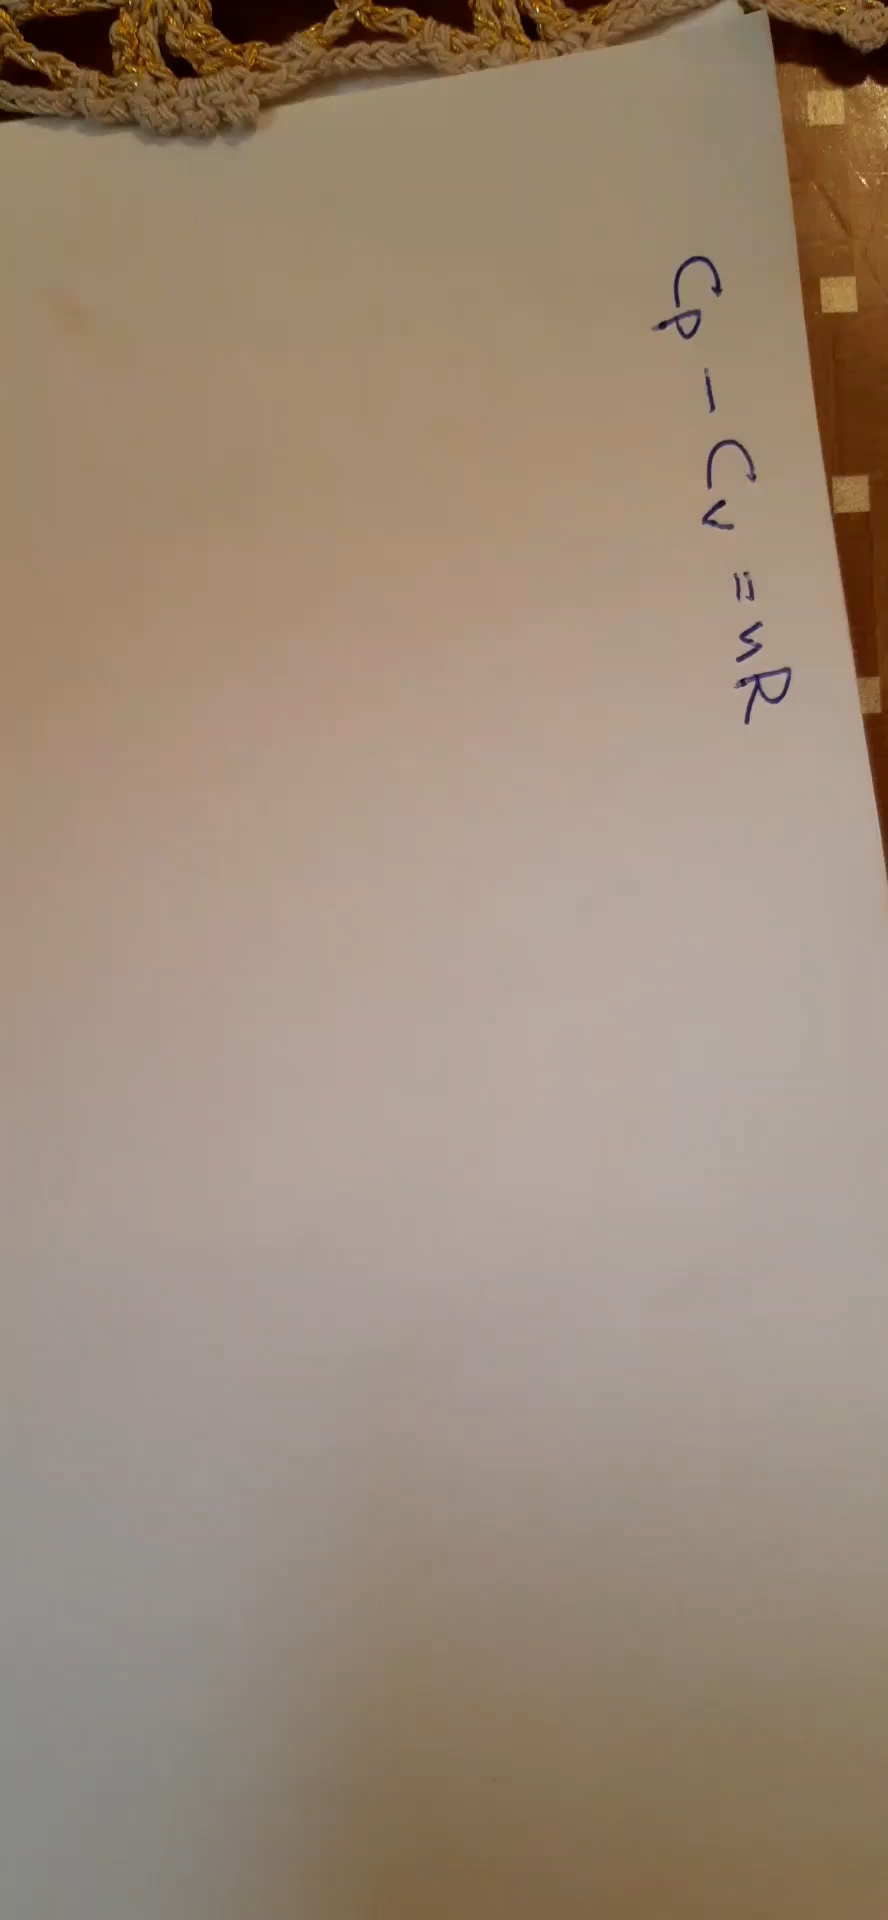 Cp - Cv = nR